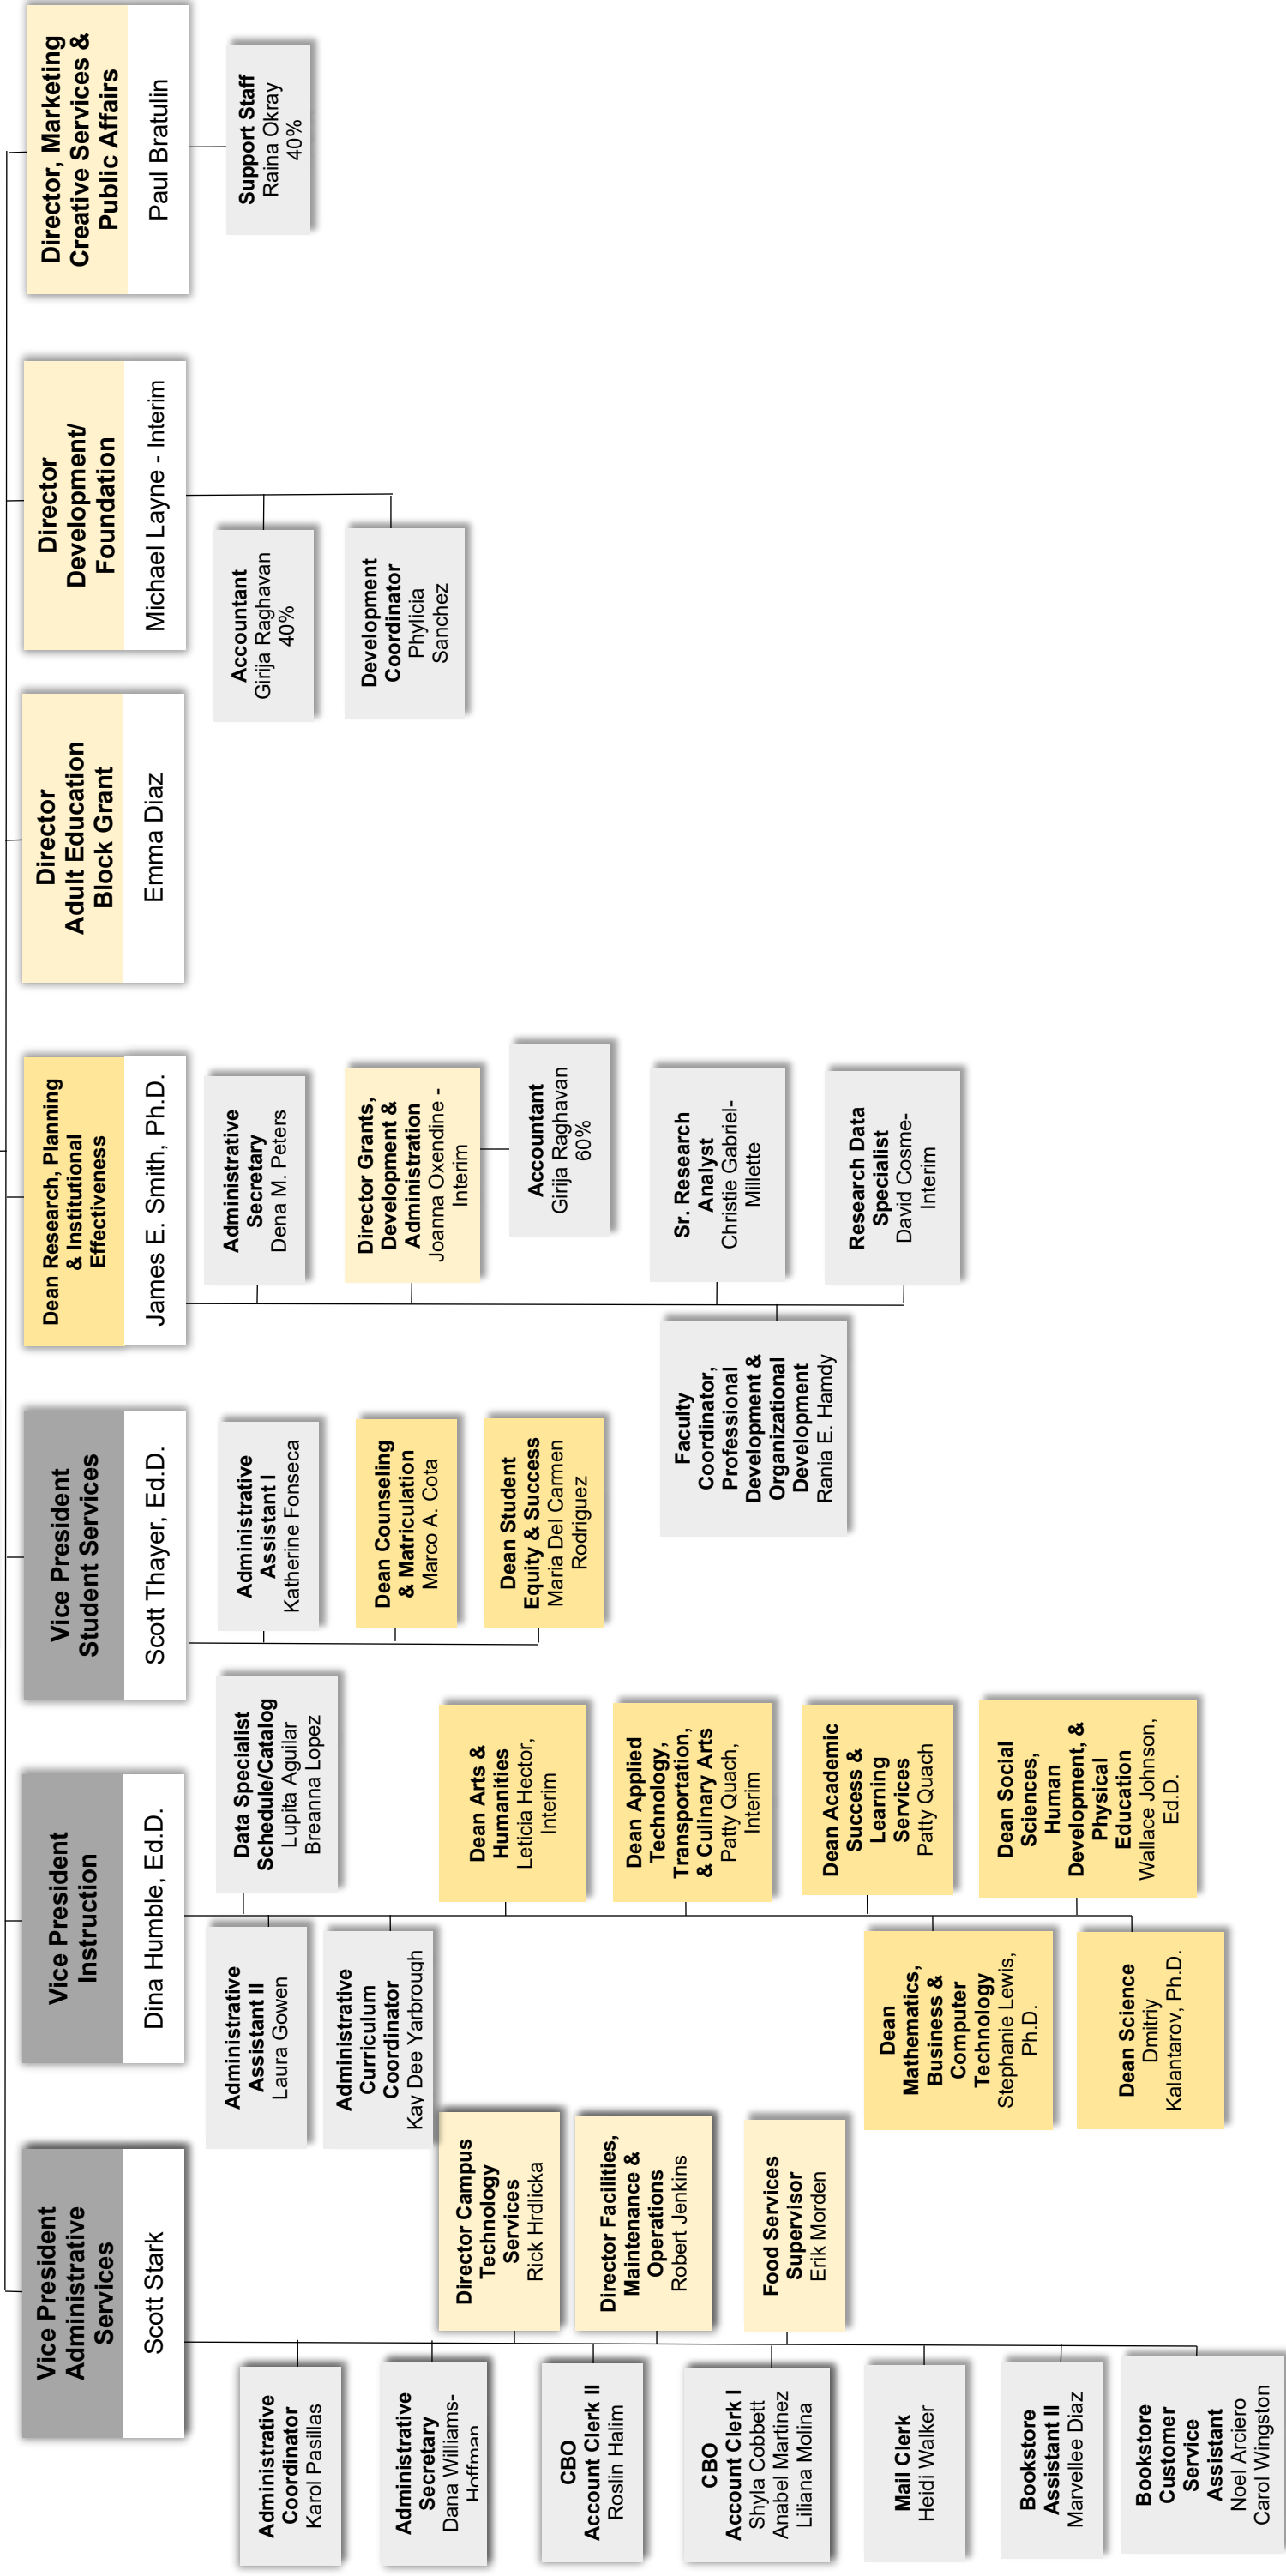 Vice President
Administrative
Services
Scott Stark
Administrative
Coordinator
Karol Pasillas
Administrative
Secretary
Dana Williams-
Hoffman
CBO
Account Clerk II
Roslin Halim
CBO
Account Clerk I
Shyla Cobbett
Anabel Martinez
Liliana Molina
Mail Clerk
Heidi Walker
Bookstore
Assistant II
Marvellee Diaz
Bookstore
Customer
Service
Assistant
Noel Arciero
Carol Wingston
Director Campus
Technology
Services
Rick Hrdlicka
Director Facilities,
Maintenance &
Operations
Robert Jenkins
Food Services
Supervisor
Erik Morden
Vice President
Instruction
Dina Humble, Ed.D.
Administrative
Assistant II
Laura Gowen
Administrative
Curriculum
Coordinator
Kay Dee Yarbrough
Data Specialist
Schedule/Catalog
Lupita Aguilar
Breanna Lopez
Dean Arts &
Humanities
Leticia Hector,
Interim
Dean Applied
Technology,
Transportation,
& Culinary Arts
Patty Quach,
Interim
Dean Academic
Success &
Learning
Services
Patty Quach
Dean
Mathematics,
Business &
Computer
Technology
Stephanie Lewis,
Ph.D.
Dean Social
Sciences,
Human
Development, &
Physical
Education
Wallace Johnson,
Ed.D.
Dean Science
Dmitriy
Kalantarov, Ph.D.
Vice President
Student Services
Scott Thayer, Ed.D.
Administrative
Assistant I
Katherine Fonseca
Dean Counseling
& Matriculation
Marco A. Cota
Dean Student
Equity & Success
Maria Del Carmen
Rodriguez
Dean Research, Planning
& Institutional
Effectiveness
James E. Smith, Ph.D.
Administrative
Secretary
Dena M. Peters
Director Grants,
Development &
Administration
Joanna Oxendine -
Interim
Accountant
Girija Raghavan
60%
Sr. Research
Analyst
Christie Gabriel-
Millette
Faculty
Coordinator,
Professional
Development &
Organizational
Development
Rania E. Hamdy
Research Data
Specialist
David Cosme-
Interim
Director
Adult Education
Block Grant
Emma Diaz
Director
Development/
Foundation
Michael Layne - Interim
Accountant
Girija Raghavan
40%
Development
Coordinator
Phylicia
Sanchez
Director, Marketing
Creative Services &
Public Affairs
Paul Bratulin
Support Staff
Raina Okray
40%